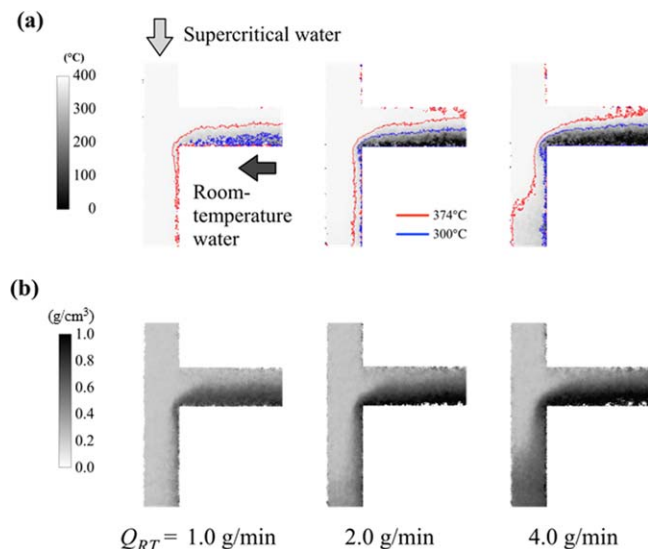 (a)
Supercritical water
(°C)
400
300
200
100
0
Room-
temperature
water
374°C
300°C
(b)
(g/cm³)
1.0
0.8
0.6
0.4
0.2
0.0
Q_RT = 1.0 g/min 2.0 g/min 4.0 g/min